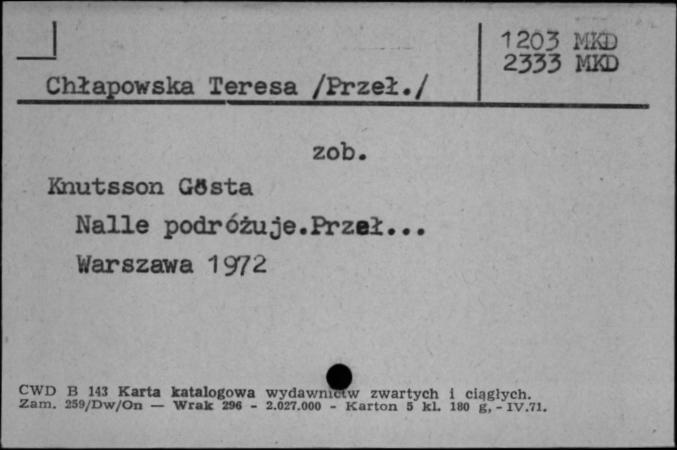 1203 MKD
2333 MKD
Chłapowska Teresa /Przeł./
zob.
Knutsson Gösta
Nalle podróżuje.Przeł...
Warszawa 1972
CWD B 143 Karta katalogowa wydawnictw zwartych i ciągłych.
Zam. 259/Dw/On — Wrak 296 - 2.027.000 - Karton 5 kl. 180 g, - IV.71.